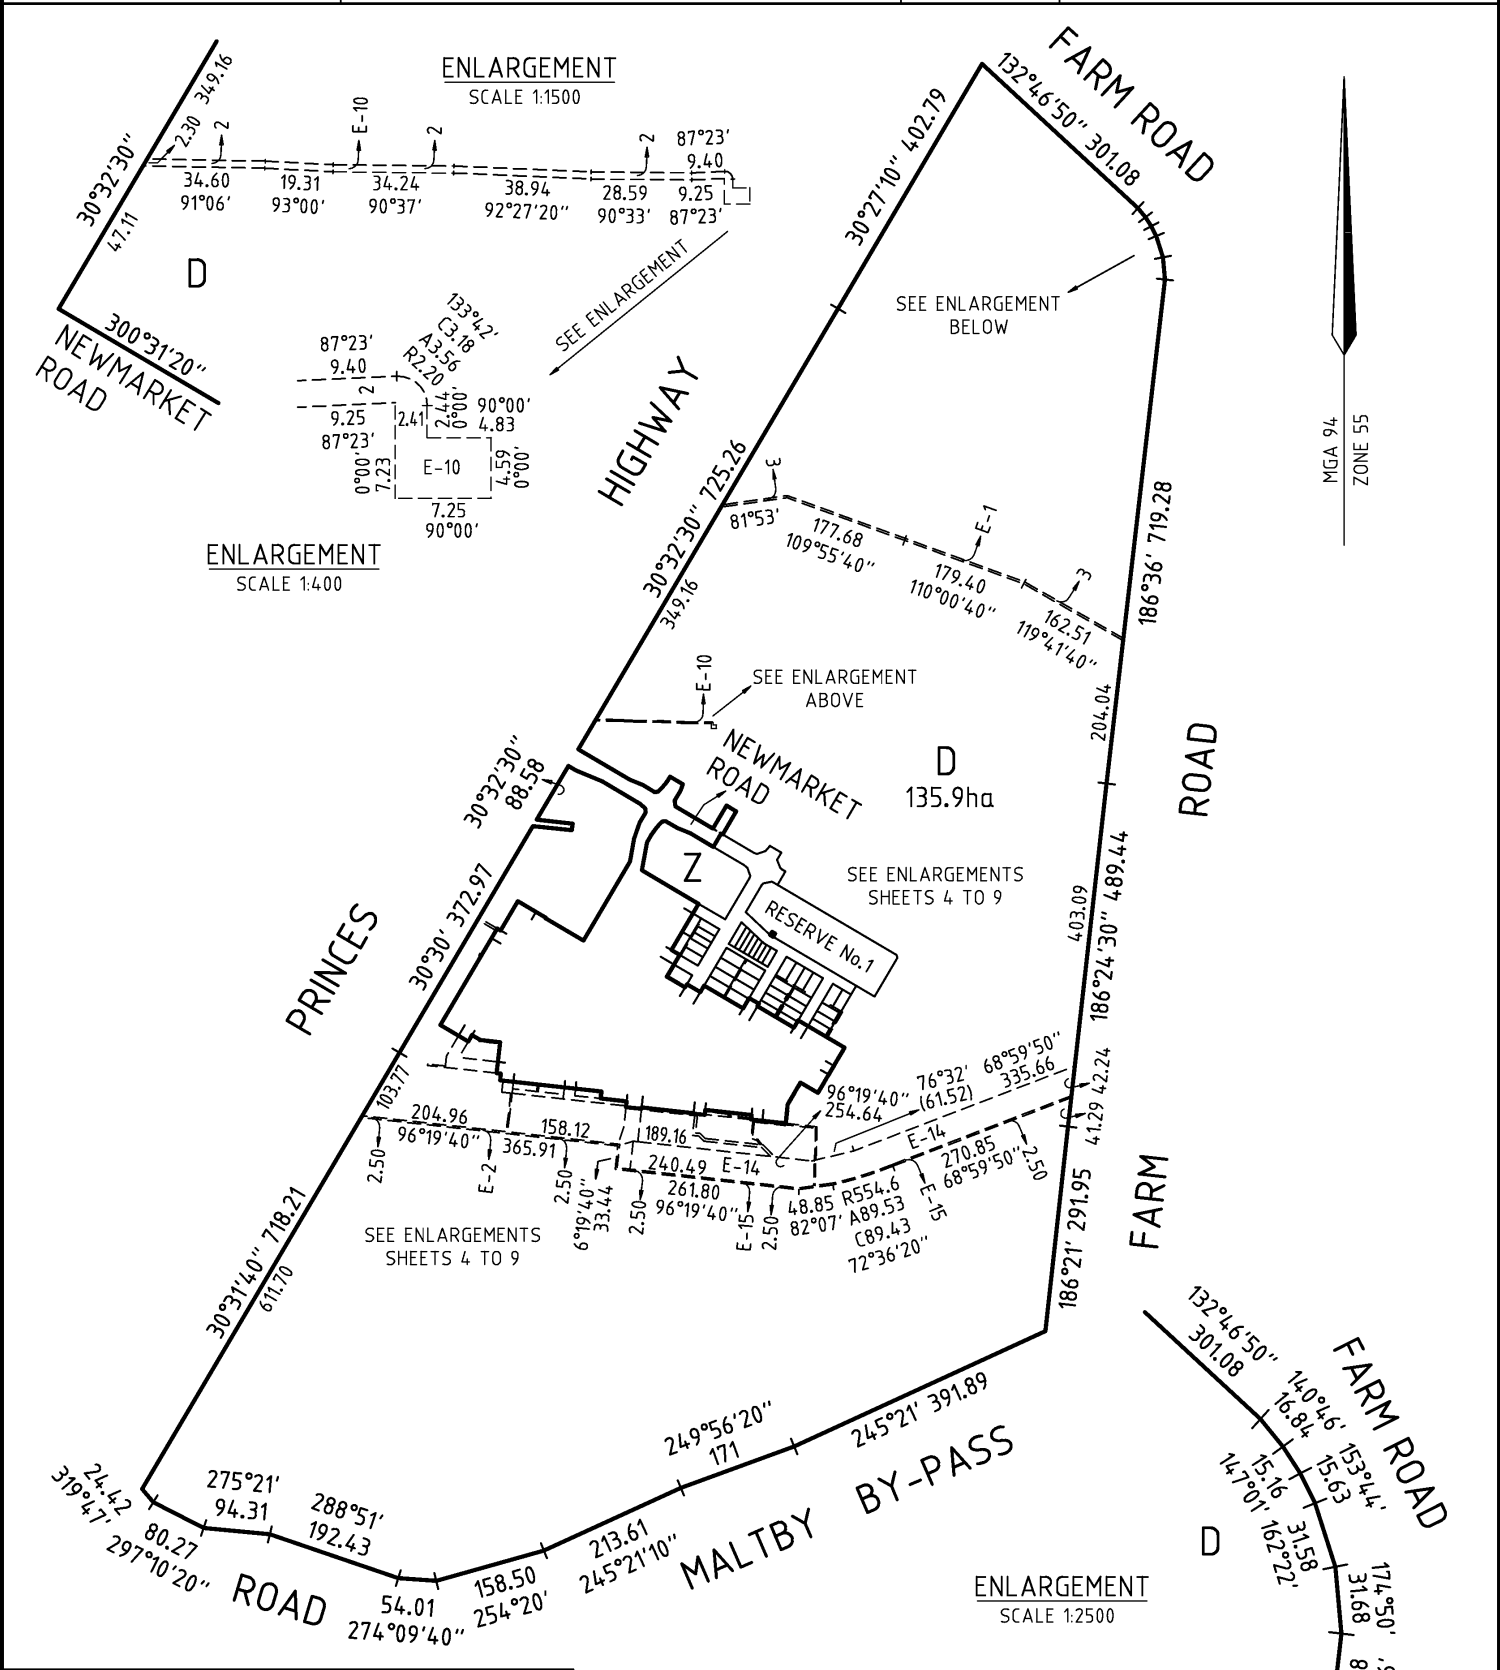 ENLARGEMENT
SCALE 1:1500
349.16
2.30
2
E-10
2
2
87°23'
9.40
30°32'30"
47.11
34.60
91°06'
19.31
93°00'
34.24
90°37'
38.94
92°27'20"
28.59
90°33'
9.25
87°23'
D
300°31'20"
NEWMARKET
ROAD
SEE ENLARGEMENT
133°42'
C3.18
A3.56
R2.20
87°23'
9.40
2
9.25
87°23'
2.41
2.44
0°00'
90°00'
4.83
0°00'
7.23
E-10
4.59
0°00'
7.25
90°00'
ENLARGEMENT
SCALE 1:400
FARM ROAD
132°46'50" 301.08
30°27'10" 402.79
SEE ENLARGEMENT
BELOW
MGA 94
ZONE 55
HIGHWAY
30°32'30" 725.26
349.16
3
81°53'
177.68
109°55'40"
E-1
179.40
110°00'40"
3
162.51
119°41'40"
186°36' 719.28
204.04
E-10
SEE ENLARGEMENT
ABOVE
NEWMARKET
ROAD
D
135.9ha
ROAD
30°32'30"
88.58
Z
SEE ENLARGEMENTS
SHEETS 4 TO 9
RESERVE No.1
403.09
186°24'30" 489.44
30°30' 372.97
PRINCES
103.77
204.96
96°19'40"
365.91
158.12
189.16
240.49
E-14
261.80
96°19'40"
96°19'40"
254.64
76°32'
(61.52)
68°59'50"
335.66
E-14
42.24
41.29
270.85
68°59'50"
2.50
2.50
E-2
2.50
6°19'40"
33.44
2.50
E-15
2.50
48.85
82°07'
R554.6
A89.53
C89.43
72°36'20"
E-15
SEE ENLARGEMENTS
SHEETS 4 TO 9
30°31'40" 718.21
611.70
186°21' 291.95
FARM
24.42
319°47'
80.27
297°10'20"
275°21'
94.31
288°51'
192.43
54.01
274°09'40"
ROAD
158.50
254°20'
213.61
245°21'10"
249°56'20"
171
245°21' 391.89
MALTBY BY-PASS
132°46'50"
301.08
FARM ROAD
140°46'
16.84
15.16
147°01'
153°44'
15.63
31.58
162°22'
174°50'
31.68
D
ENLARGEMENT
SCALE 1:2500